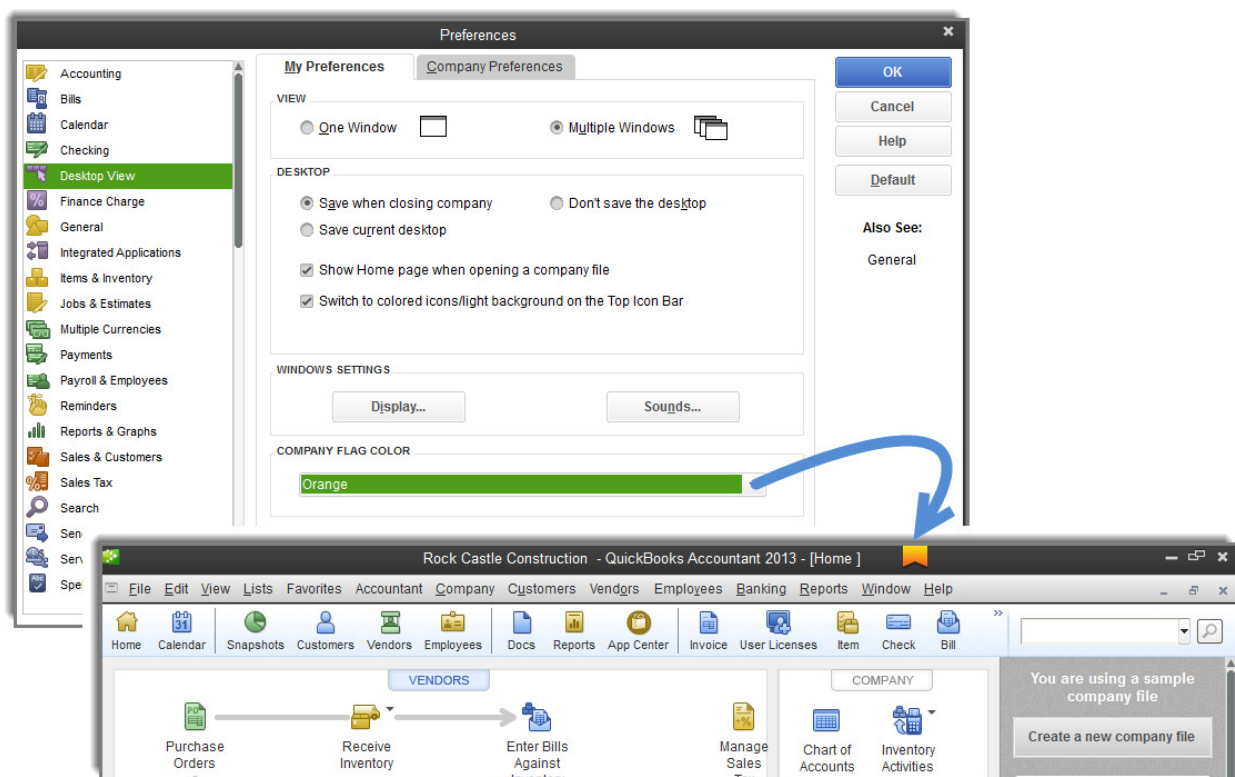 Preferences
Accounting
Bills
Calendar
Checking
Desktop View
Finance Charge
General
Integrated Applications
Items & Inventory
Jobs & Estimates
Multiple Currencies
Payments
Payroll & Employees
Reminders
Reports & Graphs
Sales & Customers
Sales Tax
Search
Sen
Serv
Spe
My Preferences Company Preferences
VIEW
One Window Multiple Windows
DESKTOP
Save when closing company Don't save the desktop
Save current desktop
Show Home page when opening a company file
Switch to colored icons/light background on the Top Icon Bar
WINDOWS SETTINGS
Display... Sounds...
COMPANY FLAG COLOR
Orange
OK
Cancel
Help
Default
Also See:
General
Rock Castle Construction - QuickBooks Accountant 2013 - [Home ]
File Edit View Lists Favorites Accountant Company Customers Vendors Employees Banking Reports Window Help
Home Calendar Snapshots Customers Vendors Employees Docs Reports App Center Invoice User Licenses Item Check Bill
VENDORS
Purchase
Orders
Receive
Inventory
Enter Bills
Against
Manage
Sales
COMPANY
Chart of
Accounts
Inventory
Activities
You are using a sample
company file
Create a new company file